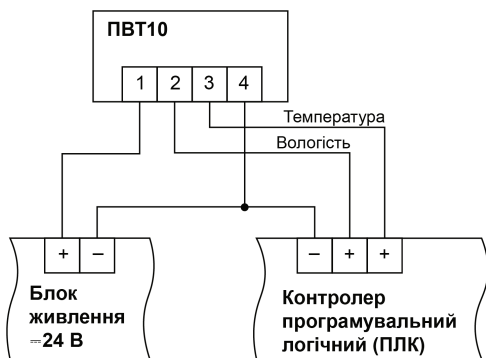 ПВТ10
1 2 3 4
Температура
Вологість
+ –
– + +
Блок
живлення
⎓24 В
Контролер
програмувальний
логічний (ПЛК)